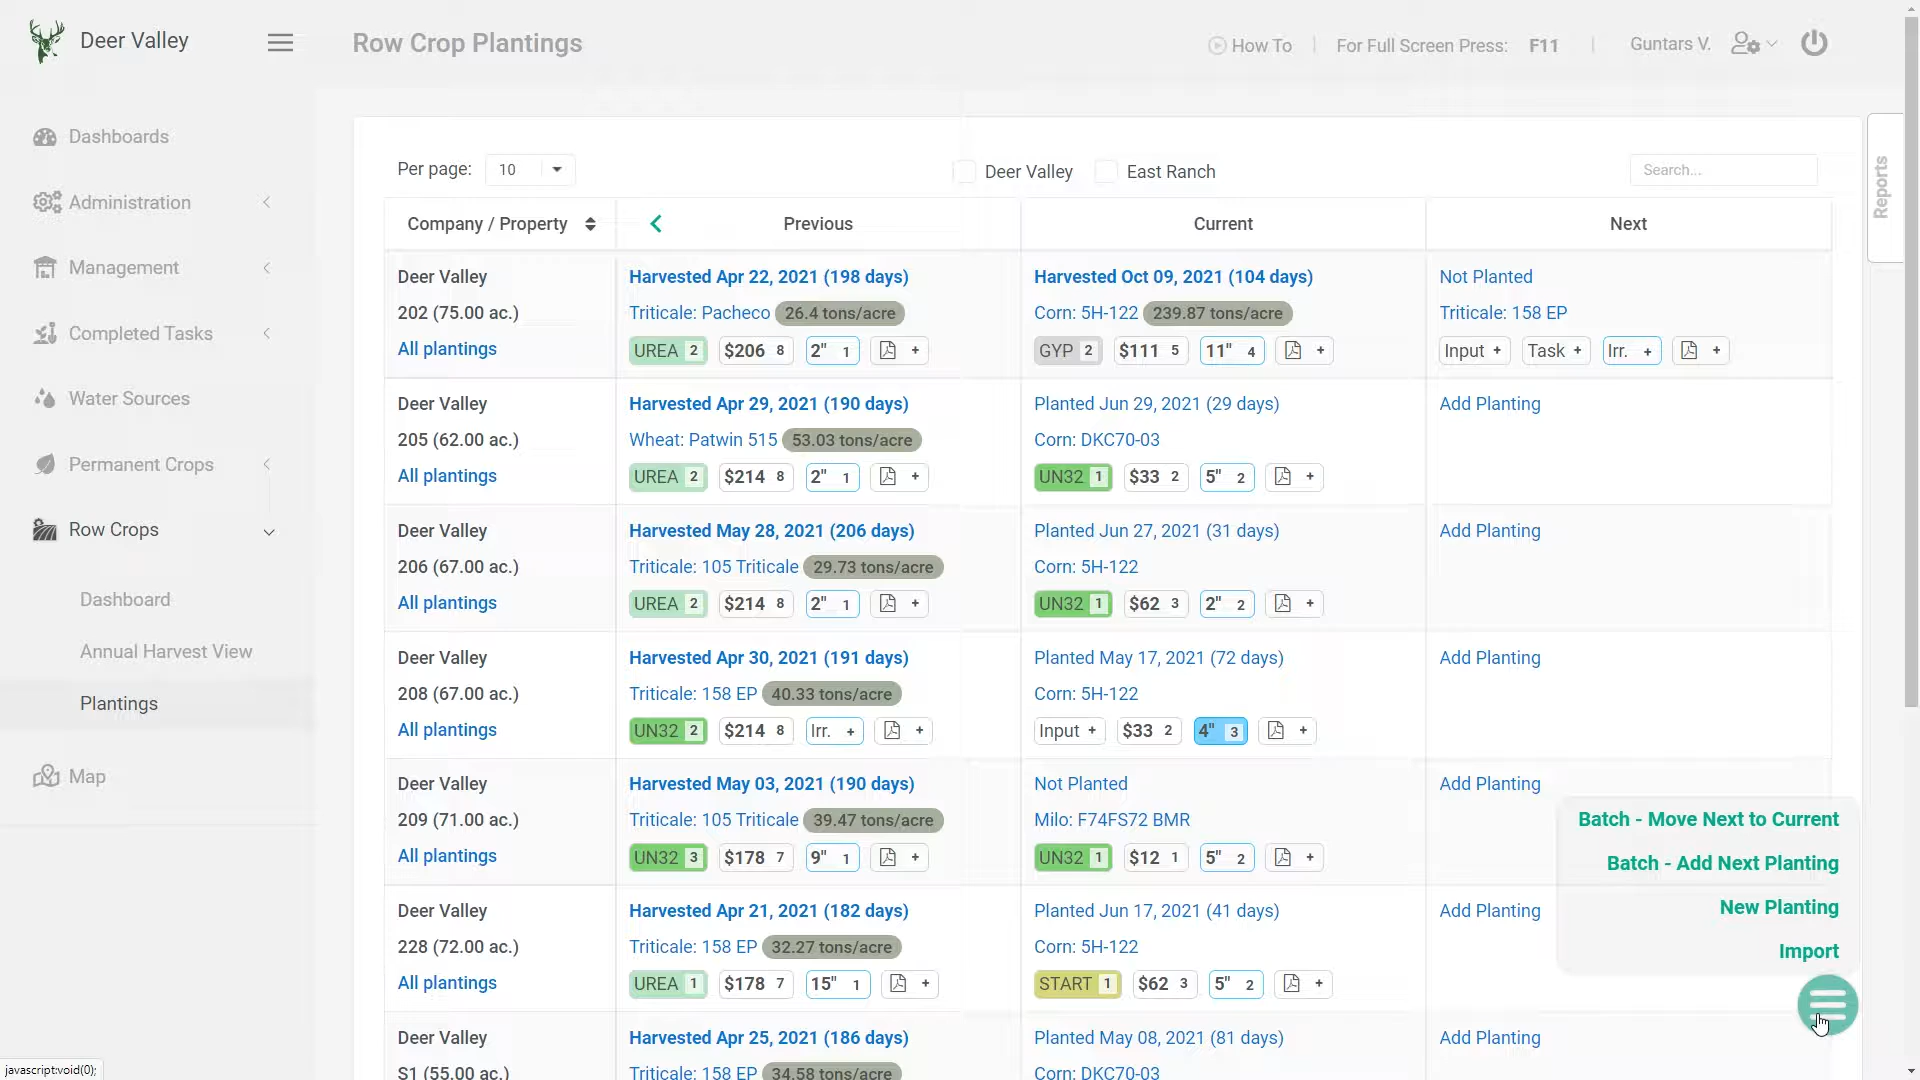 Deer Valley
Row Crop Plantings
How To
For Full Screen Press: F11
Guntars V.
Dashboards
Administration
Management
Completed Tasks
Water Sources
Permanent Crops
Row Crops
Dashboard
Annual Harvest View
Plantings
Map
Reports
Per page: 10
Deer Valley
East Ranch
Search...
Company / Property Previous Current Next
Deer Valley
202 (75.00 ac.)
All plantings
Harvested Apr 22, 2021 (198 days)
Triticale: Pacheco 26.4 tons/acre
UREA 2 $206 8 2" 1 +
Harvested Oct 09, 2021 (104 days)
Corn: 5H-122 239.87 tons/acre
GYP 2 $111 5 11" 4 +
Not Planted
Triticale: 158 EP
Input + Task + Irr. + +
Deer Valley
205 (62.00 ac.)
All plantings
Harvested Apr 29, 2021 (190 days)
Wheat: Patwin 515 53.03 tons/acre
UREA 2 $214 8 2" 1 +
Planted Jun 29, 2021 (29 days)
Corn: DKC70-03
UN32 1 $33 2 5" 2 +
Add Planting
Deer Valley
206 (67.00 ac.)
All plantings
Harvested May 28, 2021 (206 days)
Triticale: 105 Triticale 29.73 tons/acre
UREA 2 $214 8 2" 1 +
Planted Jun 27, 2021 (31 days)
Corn: 5H-122
UN32 1 $62 3 2" 2 +
Add Planting
Deer Valley
208 (67.00 ac.)
All plantings
Harvested Apr 30, 2021 (191 days)
Triticale: 158 EP 40.33 tons/acre
UN32 2 $214 8 Irr. + +
Planted May 17, 2021 (72 days)
Corn: 5H-122
Input + $33 2 4" 3 +
Add Planting
Deer Valley
209 (71.00 ac.)
All plantings
Harvested May 03, 2021 (190 days)
Triticale: 105 Triticale 39.47 tons/acre
UN32 3 $178 7 9" 1 +
Not Planted
Milo: F74FS72 BMR
UN32 1 $12 1 5" 2 +
Add Planting
Deer Valley
228 (72.00 ac.)
All plantings
Harvested Apr 21, 2021 (182 days)
Triticale: 158 EP 32.27 tons/acre
UREA 1 $178 7 15" 1 +
Planted Jun 17, 2021 (41 days)
Corn: 5H-122
START 1 $62 3 5" 2 +
Add Planting
Deer Valley
S1 (55.00 ac.)
Harvested Apr 25, 2021 (186 days)
Triticale: 158 EP 34.58 tons/acre
Planted May 08, 2021 (81 days)
Corn: DKC70-03
Add Planting
Batch - Move Next to Current
Batch - Add Next Planting
New Planting
Import
javascript:void(0);